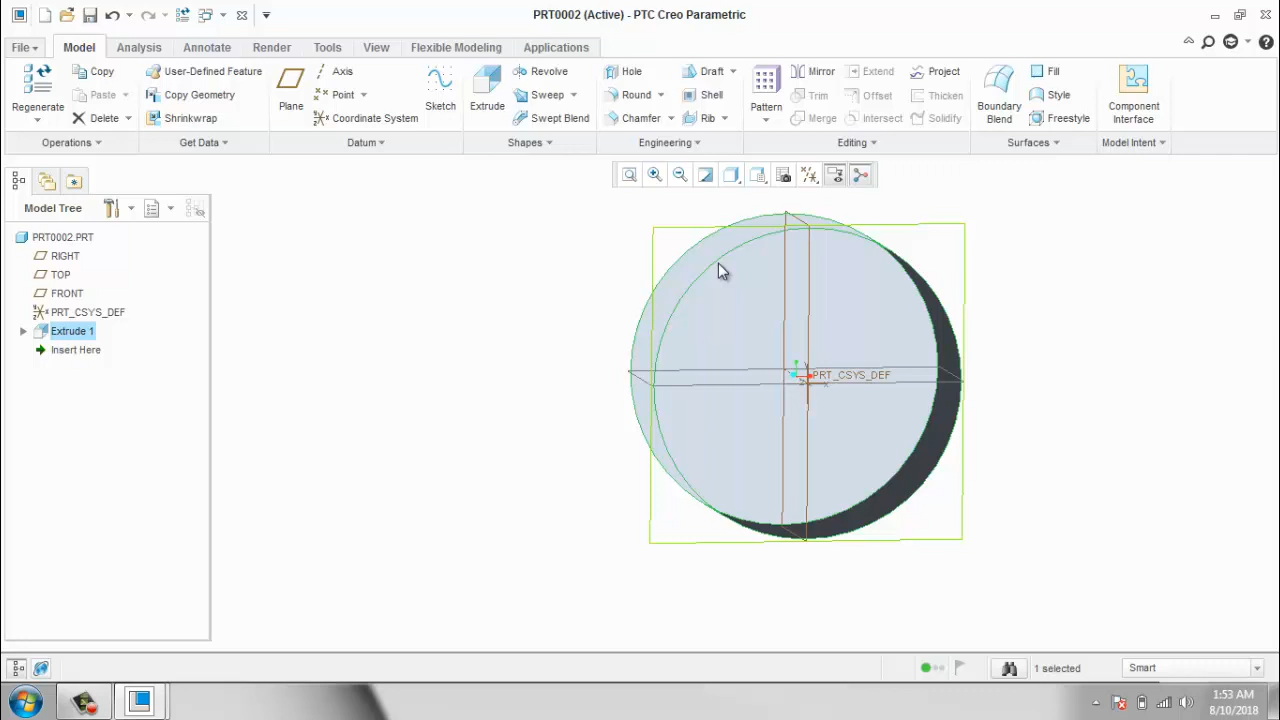 PRT0002 (Active) - PTC Creo Parametric
File Model Analysis Annotate Render Tools View Flexible Modeling Applications
Regenerate Copy Paste Delete
User-Defined Feature Copy Geometry Shrinkwrap
Plane Axis Point Coordinate System Sketch
Extrude Revolve Sweep Swept Blend
Hole Round Chamfer Draft Shell Rib
Pattern Mirror Trim Merge Extend Offset Intersect Project Thicken Solidify
Boundary Blend Fill Style Freestyle
Component Interface
Operations Get Data Datum Shapes Engineering Editing Surfaces Model Intent
Model Tree
PRT0002.PRT
RIGHT
TOP
FRONT
PRT_CSYS_DEF
Extrude 1
Insert Here
PRT_CSYS_DEF
1 selected Smart
1:53 AM
8/10/2018